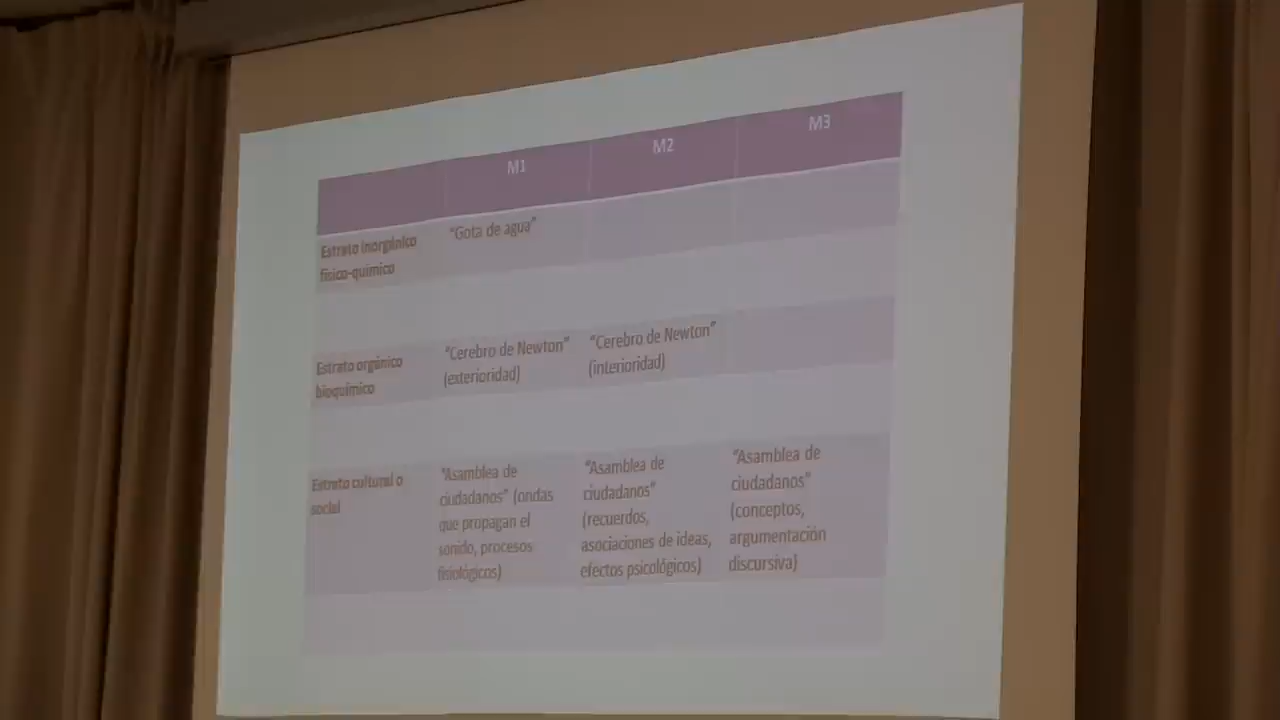 M1
M2
M3
Estrato inorgánico
físico-químico
"Gota de agua"
Estrato orgánico
bioquímico
"Cerebro de Newton"
(exterioridad)
"Cerebro de Newton"
(interioridad)
Estrato cultural o
social
"Asamblea de
ciudadanos" (ondas
que propagan el
sonido, procesos
fisiológicos)
"Asamblea de
ciudadanos"
(recuerdos,
asociaciones de ideas,
efectos psicológicos)
"Asamblea de
ciudadanos"
(conceptos,
argumentación
discursiva)